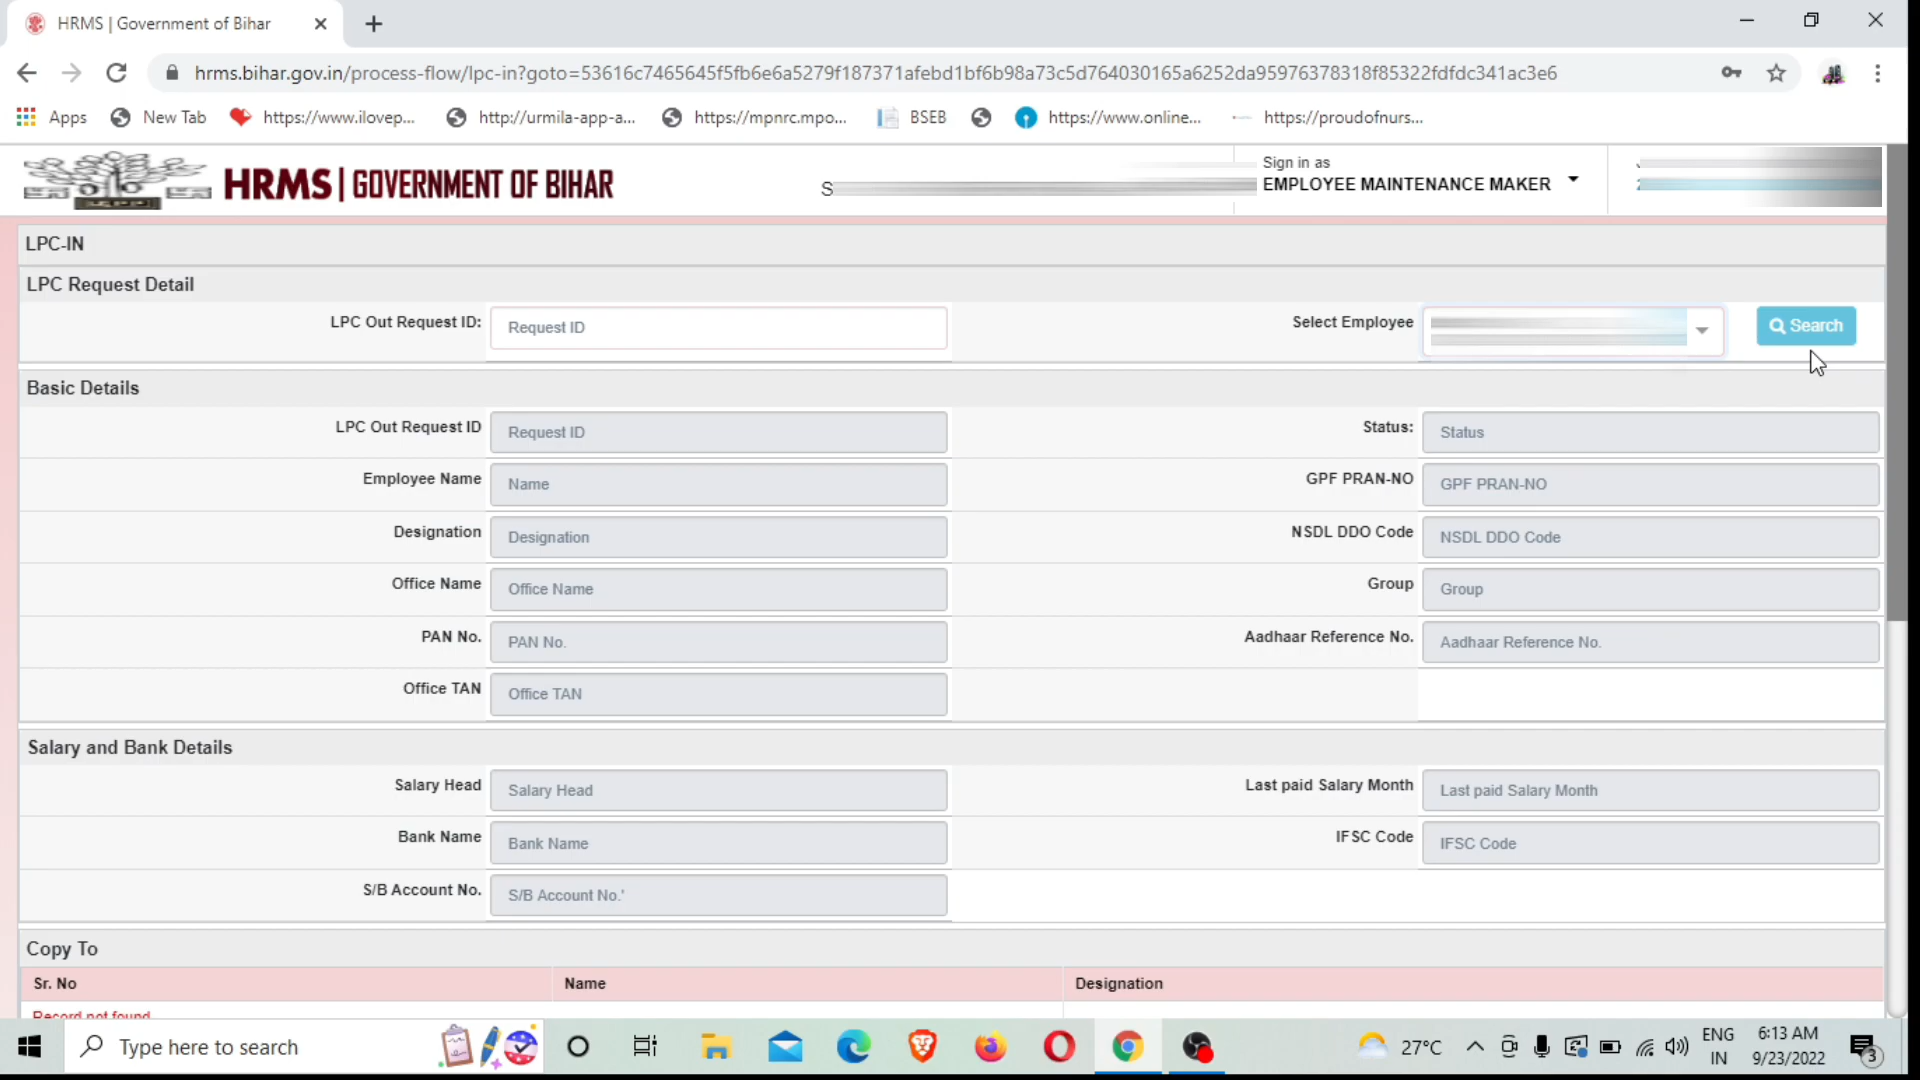 HRMS | Government of Bihar
hrms.bihar.gov.in/process-flow/lpc-in?goto=53616c7465645f5fb6e6a5279f187371afebd1bf6b98a73c5d764030165a6252da95976378318f85322fdfdc341ac3e6
Apps New Tab https://www.ilovep... http://urmila-app-a... https://mpnrc.mpo... BSEB https://www.online... https://proudofnurs...
HRMS | GOVERNMENT OF BIHAR
S
Sign in as
EMPLOYEE MAINTENANCE MAKER
LPC-IN
LPC Request Detail
LPC Out Request ID: Request ID Select Employee Search
Basic Details
LPC Out Request ID Request ID Status: Status
Employee Name Name GPF PRAN-NO GPF PRAN-NO
Designation Designation NSDL DDO Code NSDL DDO Code
Office Name Office Name Group Group
PAN No. PAN No. Aadhaar Reference No. Aadhaar Reference No.
Office TAN Office TAN
Salary and Bank Details
Salary Head Salary Head Last paid Salary Month Last paid Salary Month
Bank Name Bank Name IFSC Code IFSC Code
S/B Account No. S/B Account No.'
Copy To
Sr. No Name Designation
Record not found
Type here to search 27°C ENG 6:13 AM
IN 9/23/2022 3